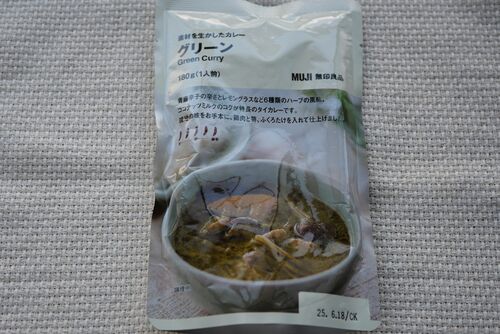 素材を生かしたカレー
グリーン
Green Curry
180g(1人前)
MUJI 無印良品
青唐辛子の辛さとレモングラスなど6種類のハーブの風味、
ココナッツミルクのコクが特長のタイカレーです。
現地の味をお手本に、鶏肉と筍、ふくろたけを入れて仕上げました。
25. 6.18/CK